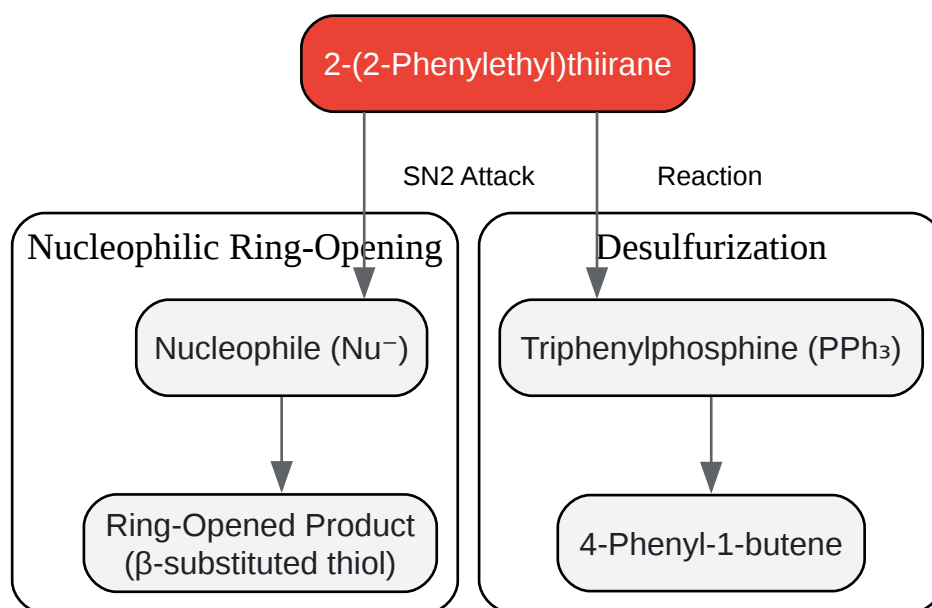 2-(2-Phenylethyl)thiirane
SN2 Attack
Reaction
Nucleophilic Ring-Opening
Desulfurization
Nucleophile (Nu⁻)
Triphenylphosphine (PPh₃)
Ring-Opened Product
(β-substituted thiol)
4-Phenyl-1-butene